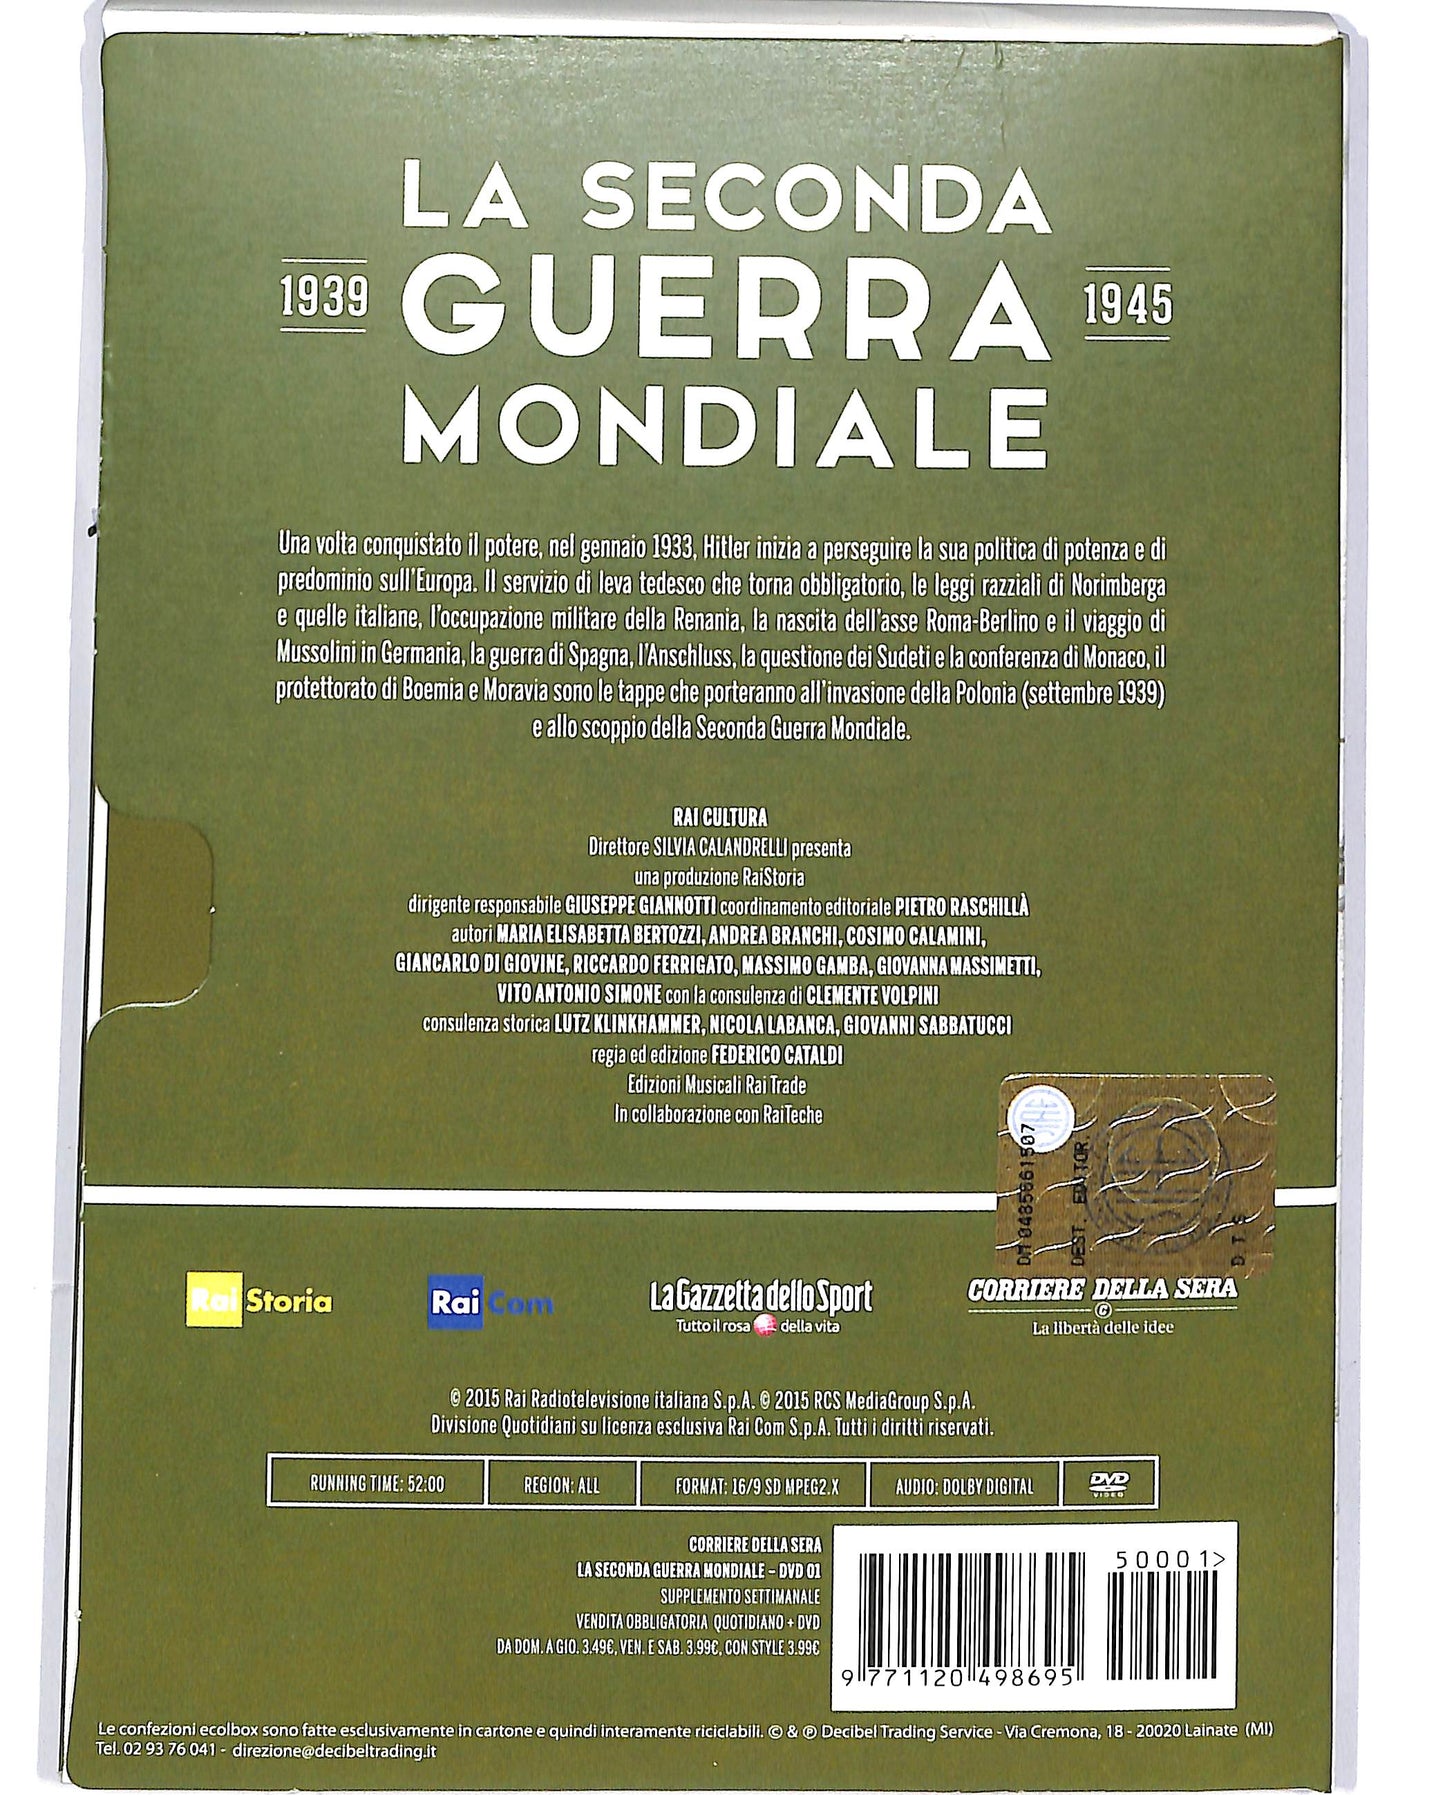 LA SECONDA
1939 GUERRA 1945
MONDIALE
Una volta conquistato il potere, nel gennaio 1933, Hitler inizia a perseguire la sua politica di potenza e di
predominio sull'Europa. Il servizio di leva tedesco che torna obbligatorio, le leggi razziali di Norimberga
e quelle italiane, l'occupazione militare della Renania, la nascita dell'asse Roma-Berlino e il viaggio di
Mussolini in Germania, la guerra di Spagna, l'Anschluss, la questione dei Sudeti e la conferenza di Monaco, il
protettorato di Boemia e Moravia sono le tappe che porteranno all'invasione della Polonia (settembre 1939)
e allo scoppio della Seconda Guerra Mondiale.
RAI CULTURA
Direttore SILVIA CALANDRELLI presenta
una produzione RaiStoria
dirigente responsabile GIUSEPPE GIANNOTTI coordinamento editoriale PIETRO RASCHILLÀ
autori MARIA ELISABETTA BERTOZZI, ANDREA BRANCHI, COSIMO CALAMINI,
GIANCARLO DI GIOVINE, RICCARDO FERRIGATO, MASSIMO GAMBA, GIOVANNA MASSIMETTI,
VITO ANTONIO SIMONE con la consulenza di CLEMENTE VOLPINI
consulenza storica LUTZ KLINKHAMMER, NICOLA LABANCA, GIOVANNI SABBATUCCI
regia ed edizione FEDERICO CATALDI
Edizioni Musicali Rai Trade
In collaborazione con RaiTeche
SIAE
DEST. EDITOR.
D T S
Rai Storia
Rai Com
La Gazzetta dello Sport
Tutto il rosa della vita
CORRIERE DELLA SERA
La libertà delle idee
© 2015 Rai Radiotelevisione italiana S.p.A. © 2015 RCS MediaGroup S.p.A.
Divisione Quotidiani su licenza esclusiva Rai Com S.p.A. Tutti i diritti riservati.
RUNNING TIME: 52:00 REGION: ALL FORMAT: 16/9 SD MPEG2.X AUDIO: DOLBY DIGITAL DVD VIDEO
CORRIERE DELLA SERA
LA SECONDA GUERRA MONDIALE - DVD 01
SUPPLEMENTO SETTIMANALE
VENDITA OBBLIGATORIA QUOTIDIANO + DVD
DA DOM. A GIO. 3.49€, VEN. E SAB. 3.99€, CON STYLE 3.99€
50001>
9 771120 498695
Le confezioni ecolbox sono fatte esclusivamente in cartone e quindi interamente riciclabili. © & ℗ Decibel Trading Service - Via Cremona, 18 - 20020 Lainate (MI)
Tel. 02 93 76 041 - direzione@decibeltrading.it